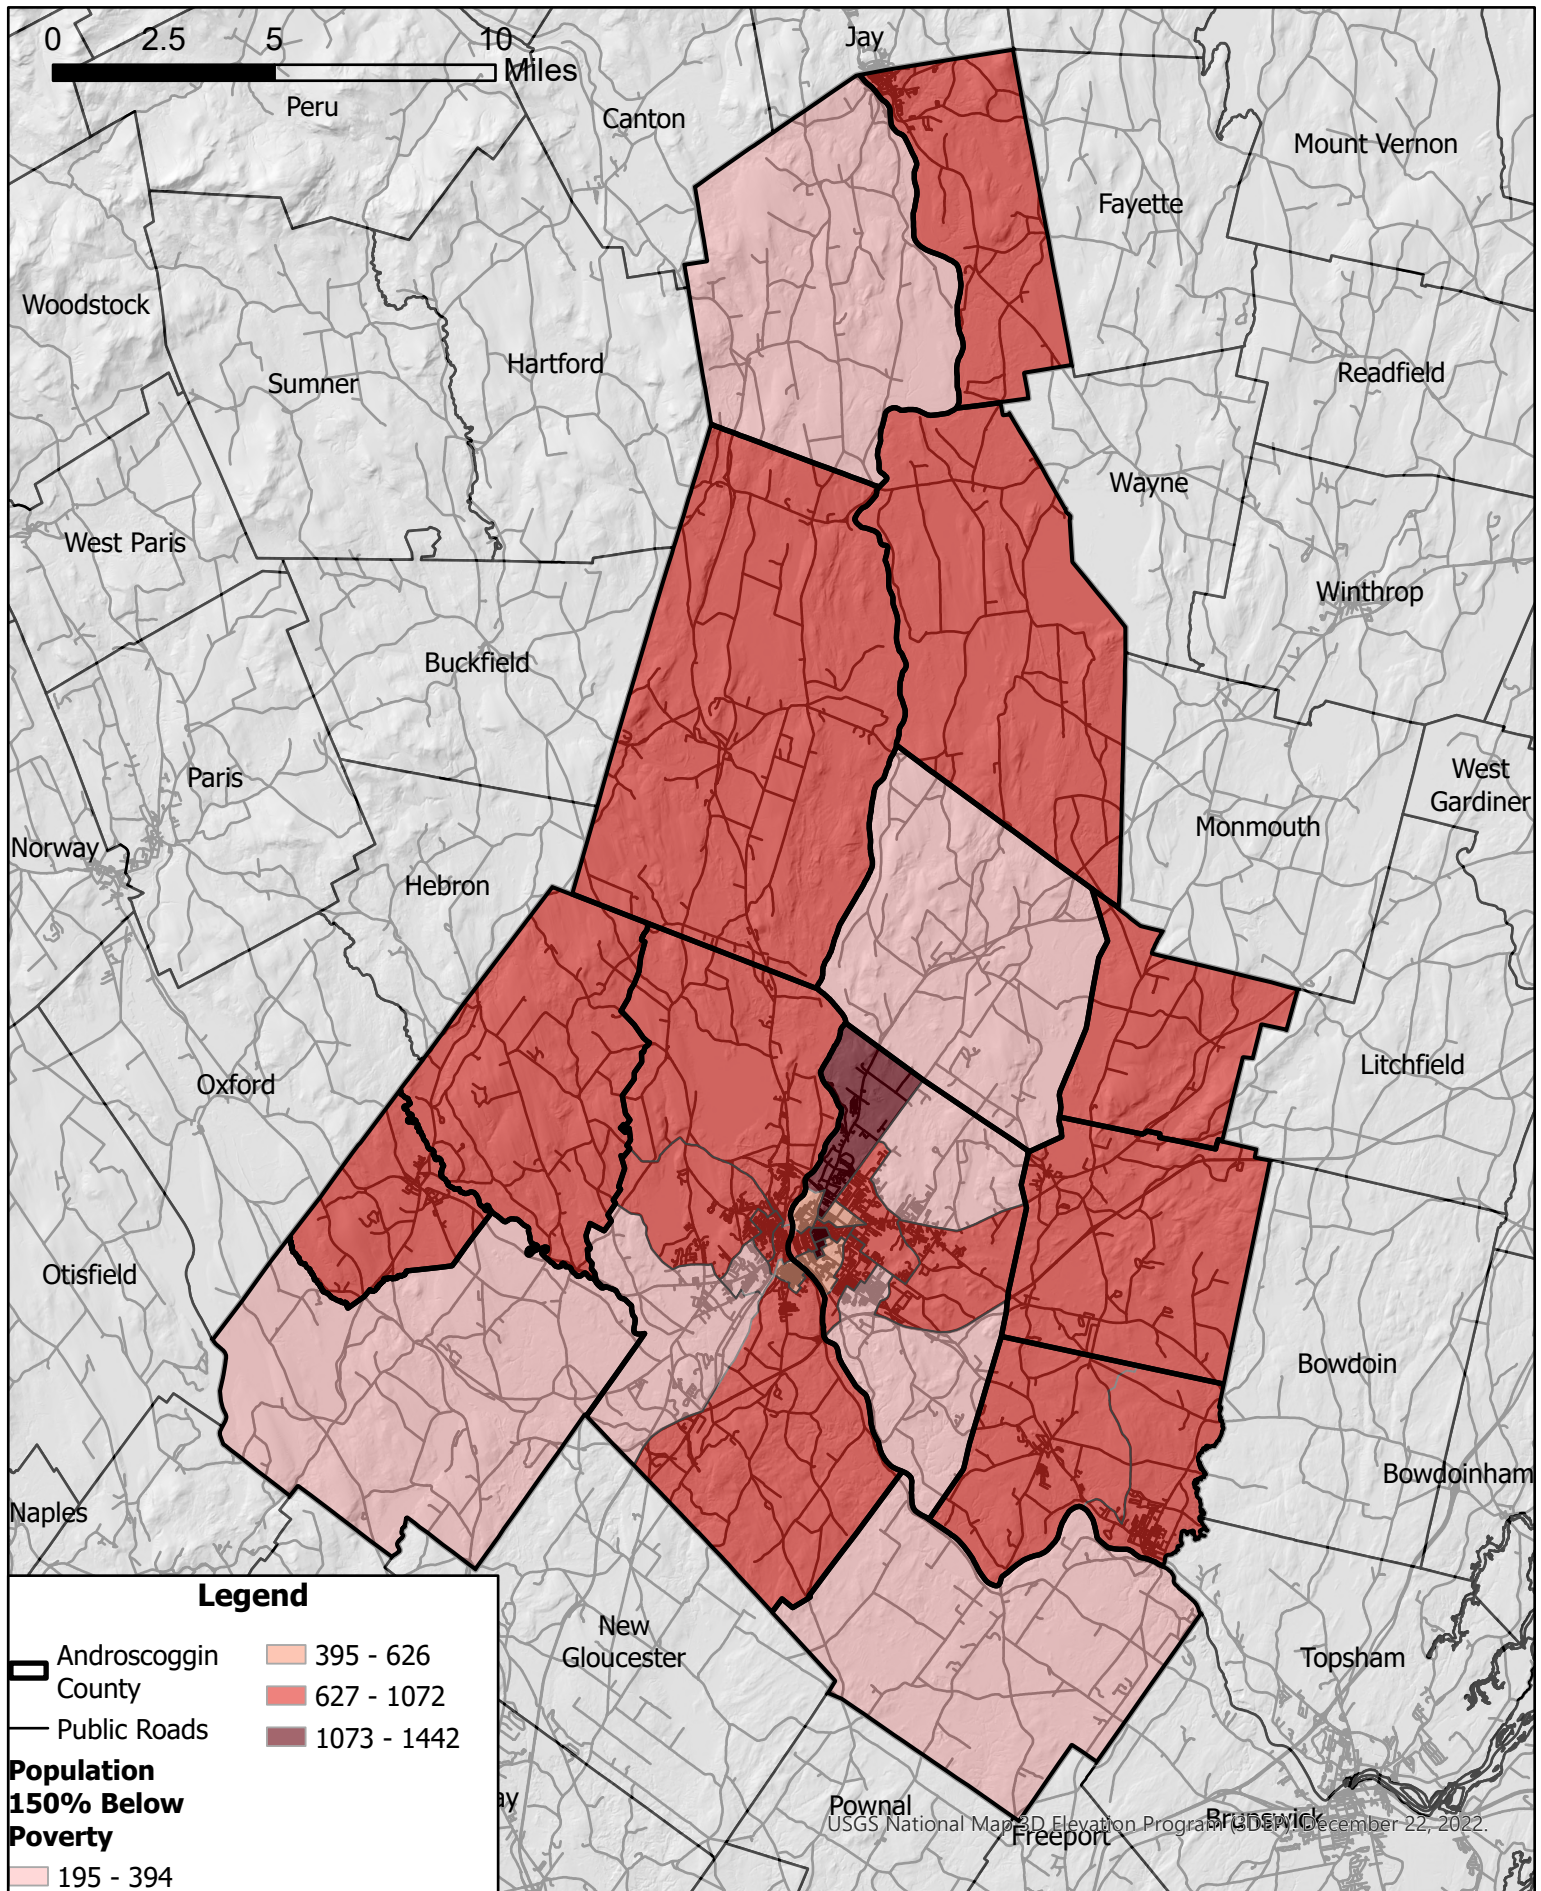 0 2.5 5 10
Miles
Jay
Peru
Canton
Mount Vernon
Fayette
Woodstock
Hartford
Sumner
Readfield
Wayne
West Paris
Winthrop
Buckfield
Paris
West
Gardiner
Monmouth
Norway
Hebron
Litchfield
Oxford
Otisfield
Bowdoin
Bowdoinham
Naples
New
Gloucester
Topsham
Pownal
Brunswick
Freeport
ay
USGS National Map 3D Elevation Program (3DEP). December 22, 2022.
Legend
Androscoggin
County
Public Roads
Population
150% Below
Poverty
195 - 394
395 - 626
627 - 1072
1073 - 1442